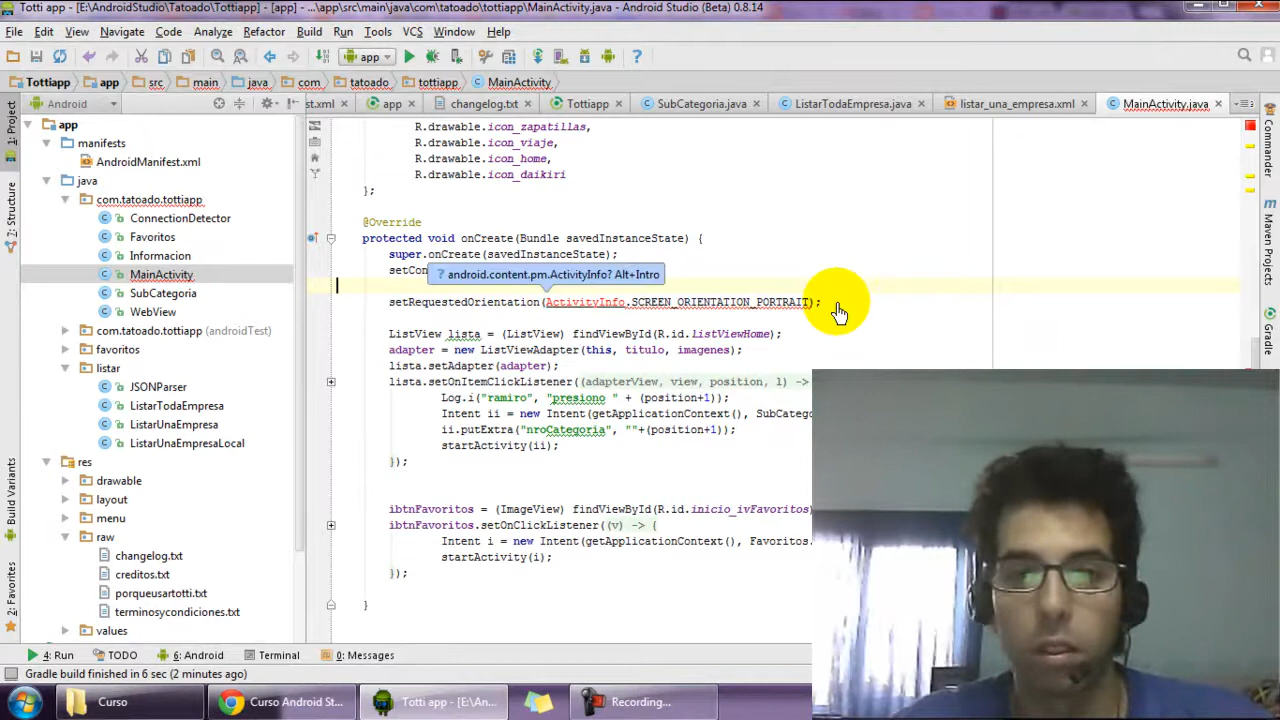 Totti app - [E:\AndroidStudio\Tatoado\Tottiapp] - [app] - ...\app\src\main\java\com\tatoado\tottiapp\MainActivity.java - Android Studio (Beta) 0.8.14
File Edit View Navigate Code Analyze Refactor Build Run Tools VCS Window Help
app
Tottiapp app src main java com tatoado tottiapp MainActivity
Android
st.xml app changelog.txt Tottiapp SubCategoria.java ListarTodaEmpresa.java listar_una_empresa.xml MainActivity.java
1: Project
7: Structure
Build Variants
2: Favorites
app
manifests
AndroidManifest.xml
java
com.tatoado.tottiapp
ConnectionDetector
Favoritos
Informacion
MainActivity
SubCategoria
WebView
com.tatoado.tottiapp (androidTest)
favoritos
listar
JSONParser
ListarTodaEmpresa
ListarUnaEmpresa
ListarUnaEmpresaLocal
res
drawable
layout
menu
raw
changelog.txt
creditos.txt
porqueusartotti.txt
terminosycondiciones.txt
values
R.drawable.icon_zapatillas,
R.drawable.icon_viaje,
R.drawable.icon_home,
R.drawable.icon_daikiri
};
@Override
protected void onCreate(Bundle savedInstanceState) {
super.onCreate(savedInstanceState);
setCon
? android.content.pm.ActivityInfo? Alt+Intro
setRequestedOrientation(ActivityInfo.SCREEN_ORIENTATION_PORTRAIT);
ListView lista = (ListView) findViewById(R.id.listViewHome);
adapter = new ListViewAdapter(this, titulo, imagenes);
lista.setAdapter(adapter);
lista.setOnItemClickListener((adapterView, view, position, l) ->
Log.i("ramiro", "presiono " + (position+1));
Intent ii = new Intent(getApplicationContext(), SubCatego
ii.putExtra("nroCategoria", ""+(position+1));
startActivity(ii);
});
ibtnFavoritos = (ImageView) findViewById(R.id.inicio_ivFavoritos)
ibtnFavoritos.setOnClickListener((v) -> {
Intent i = new Intent(getApplicationContext(), Favoritos.
startActivity(i);
});
}
Commander
Maven Projects
Gradle
4: Run TODO 6: Android Terminal 0: Messages
Gradle build finished in 6 sec (2 minutes ago)
Curso Curso Android St... Totti app - [E:\An... Recording...